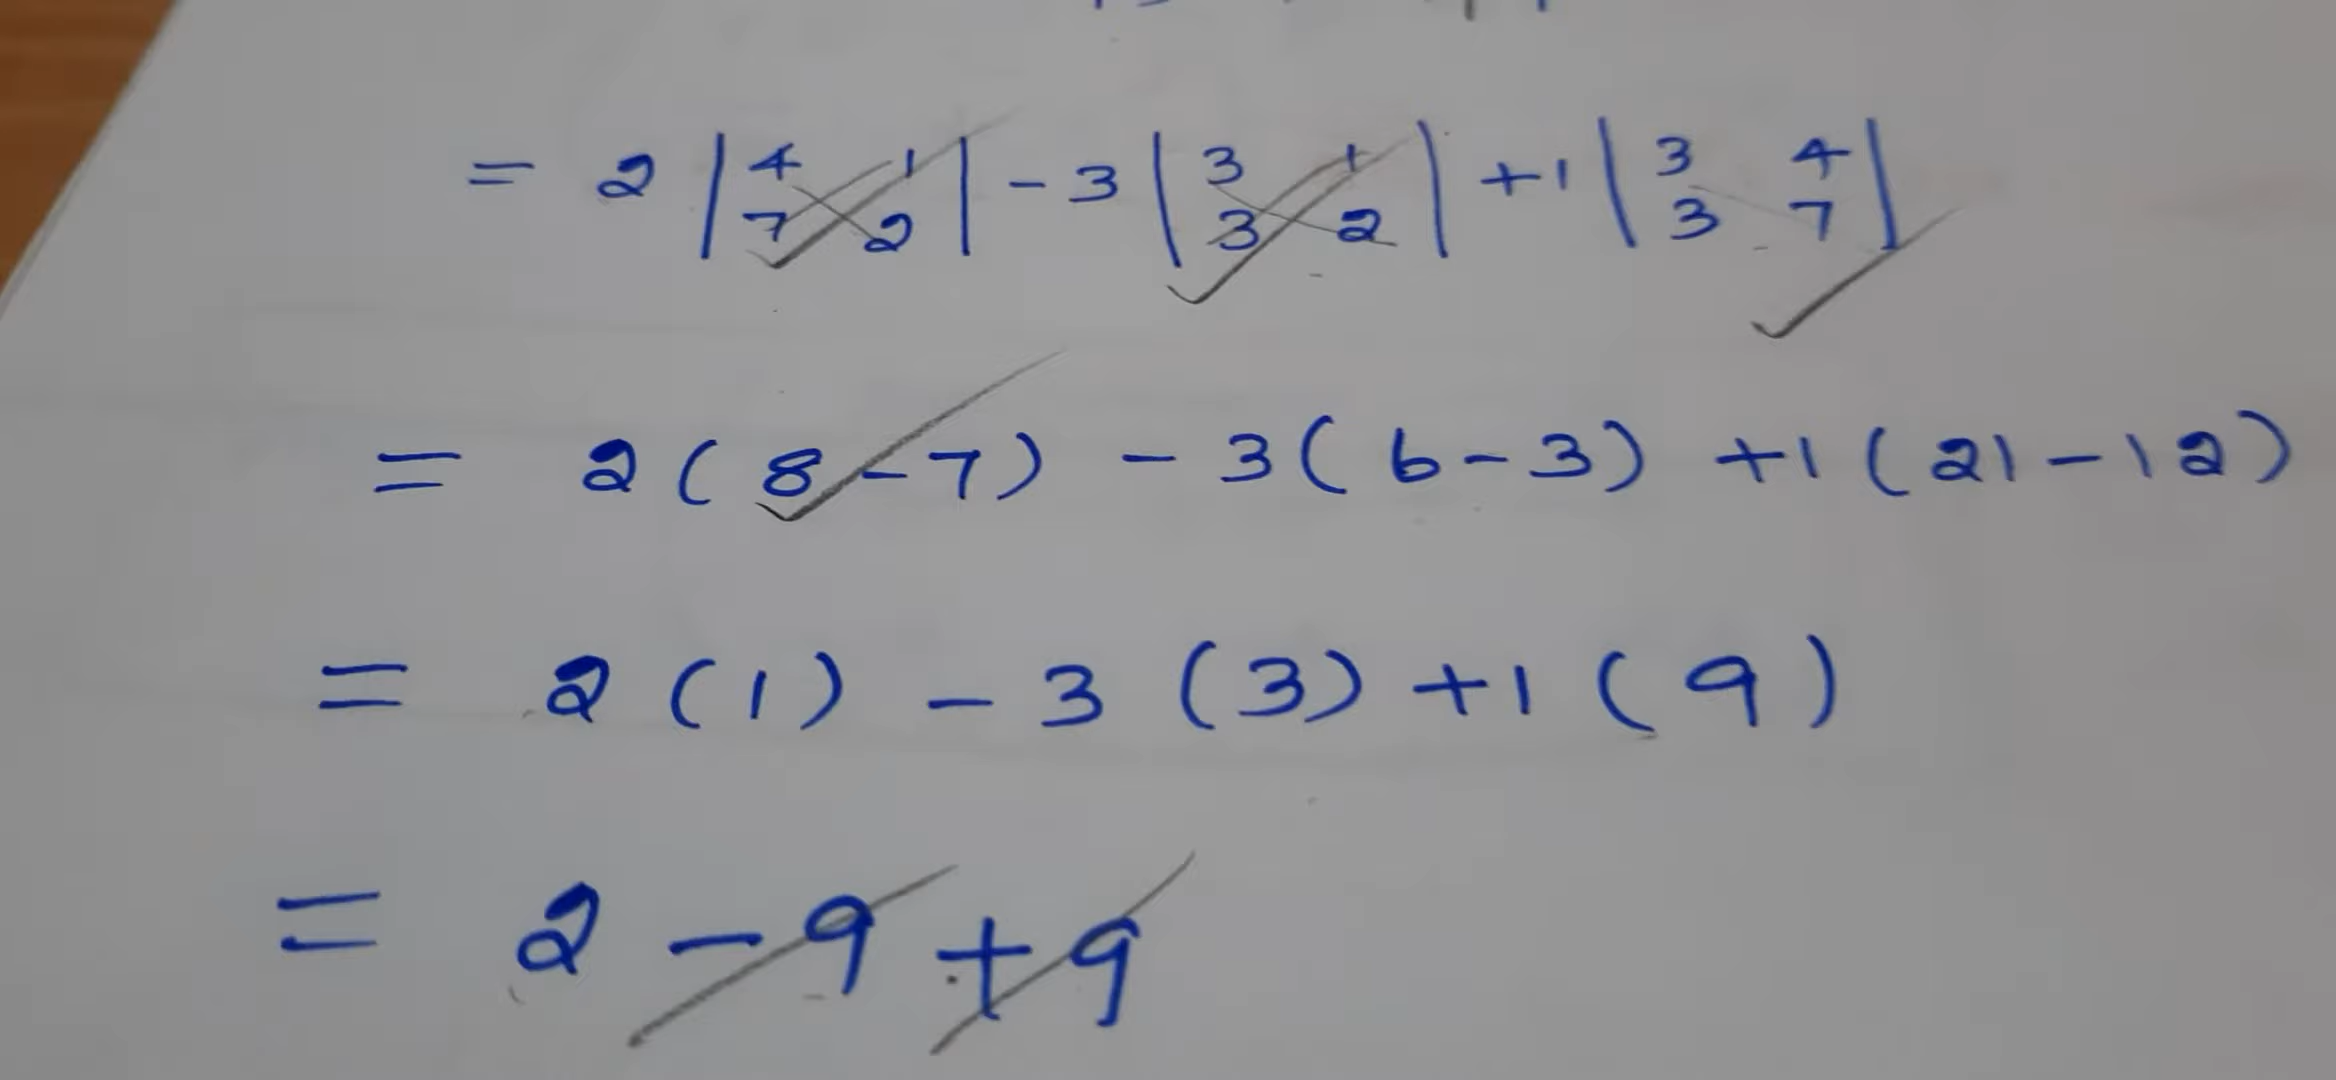 = 2 | 4 1 ; 7 2 | - 3 | 3 1 ; 3 2 | + 1 | 3 4 ; 3 7 |
= 2 ( 8 - 7 ) - 3 ( 6 - 3 ) + 1 ( 21 - 12 )
= 2 ( 1 ) - 3 ( 3 ) + 1 ( 9 )
= 2 - 9 + 9